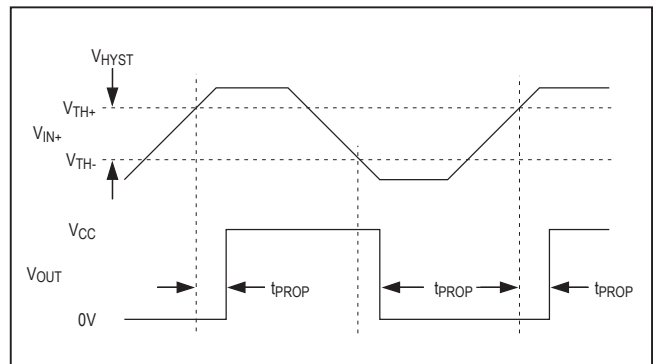 VHYST
VTH+
VIN+
VTH-
VCC
VOUT
tPROP
tPROP
tPROP
0V